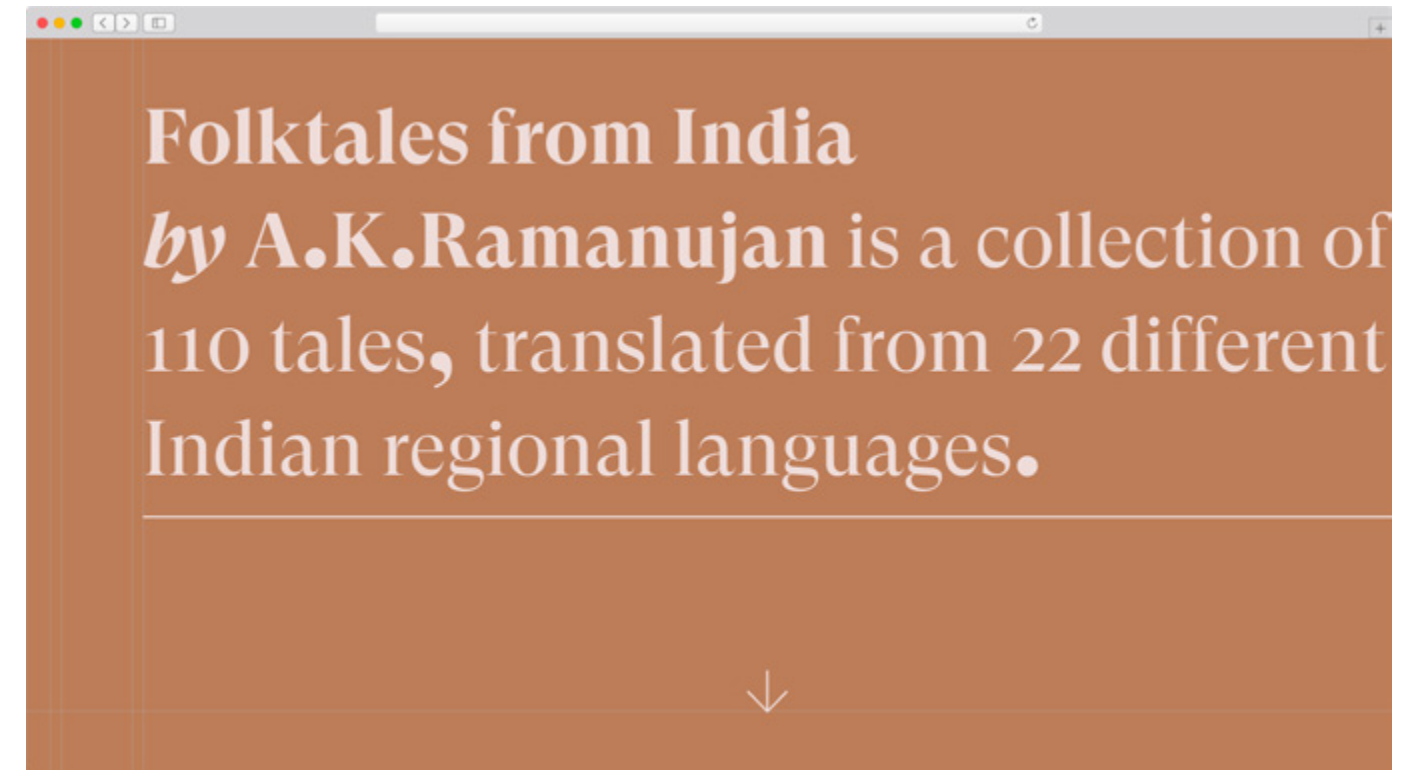 Folktales from India
by A.K.Ramanujan is a collection of
110 tales, translated from 22 different
Indian regional languages.